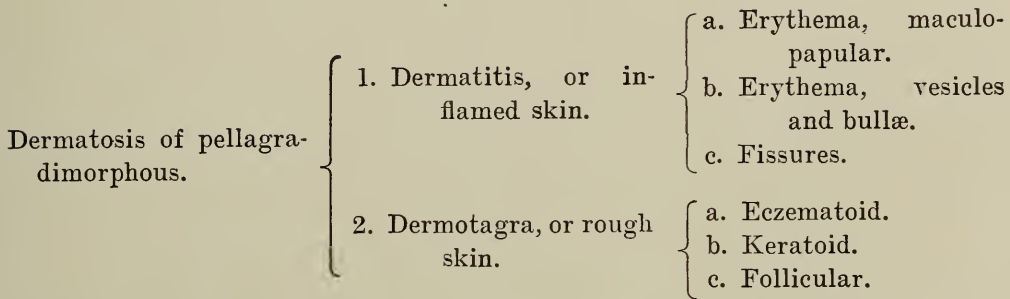 Dermatosis of pellagra-
dimorphous.
1. Dermatitis, or in-
flamed skin.
a. Erythema, maculo-
papular.
b. Erythema, vesicles
and bullæ.
c. Fissures.
2. Dermotagra, or rough
skin.
a. Eczematoid.
b. Keratoid.
c. Follicular.